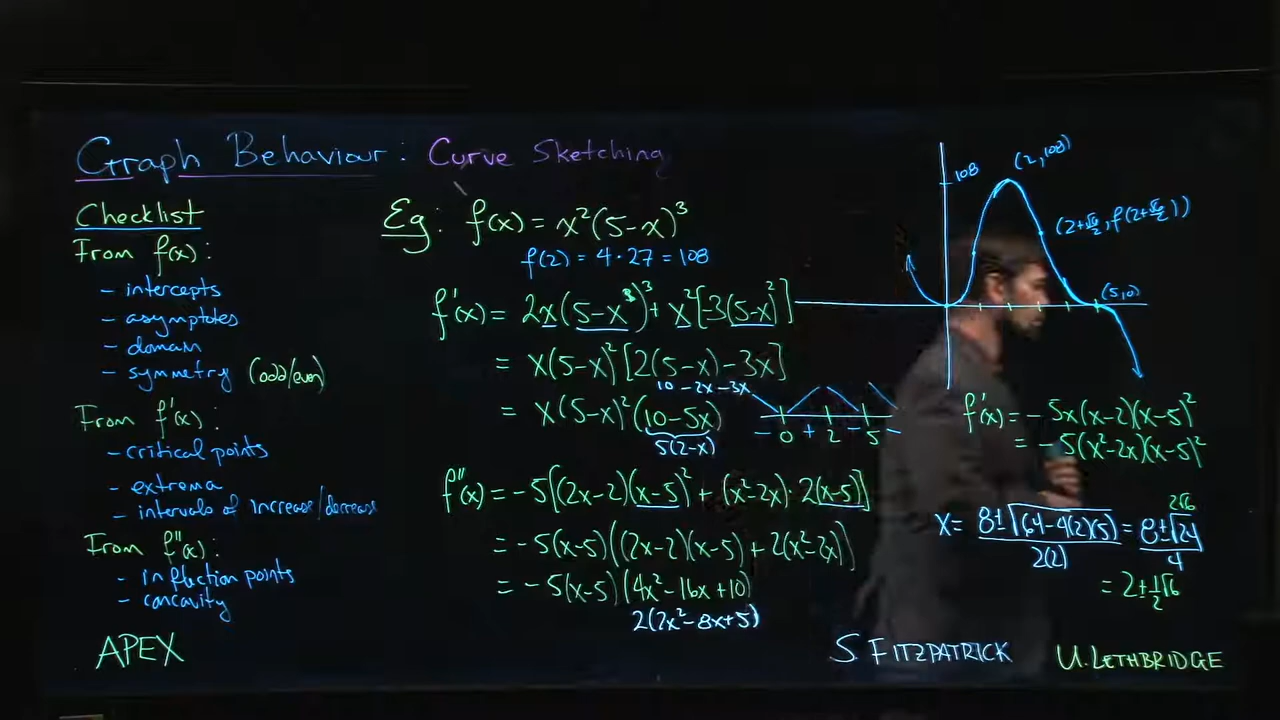 Graph Behaviour: Curve Sketching
Checklist
From f(x):
- intercepts
- asymptotes
- domain
- symmetry (odd/even)
From f'(x):
- critical points
- extrema
- intervals of increase/decrease
From f''(x):
- inflection points
- concavity
APEX
Eg: f(x) = x²(5-x)³
f(2) = 4·27 = 108
f'(x) = 2x(5-x)³ + x²[-3(5-x)²]
= x(5-x)²[2(5-x)-3x]
10-2x-3x
= x(5-x)²(10-5x)
5(2-x)
- 0 + 2 - 5 -
f''(x) = -5[(2x-2)(x-5)² + (x²-2x)·2(x-5)]
= -5(x-5)((2x-2)(x-5)+2(x²-2x))
= -5(x-5)(4x²-16x+10)
2(2x²-8x+5)
108
(2,108)
(2+√6/2, f(2+√6/2))
(5,0)
f'(x) = -5x(x-2)(x-5)²
= -5(x²-2x)(x-5)²
2√6
x = 8±√(64-4(2)(5)) / 2(2) = 8±√24 / 4
= 2±½√6
S. FITZPATRICK
U. LETHBRIDGE